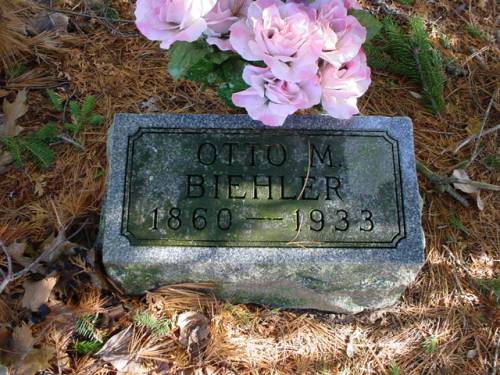 OTTO M.
BIEHLER
1860 — 1933